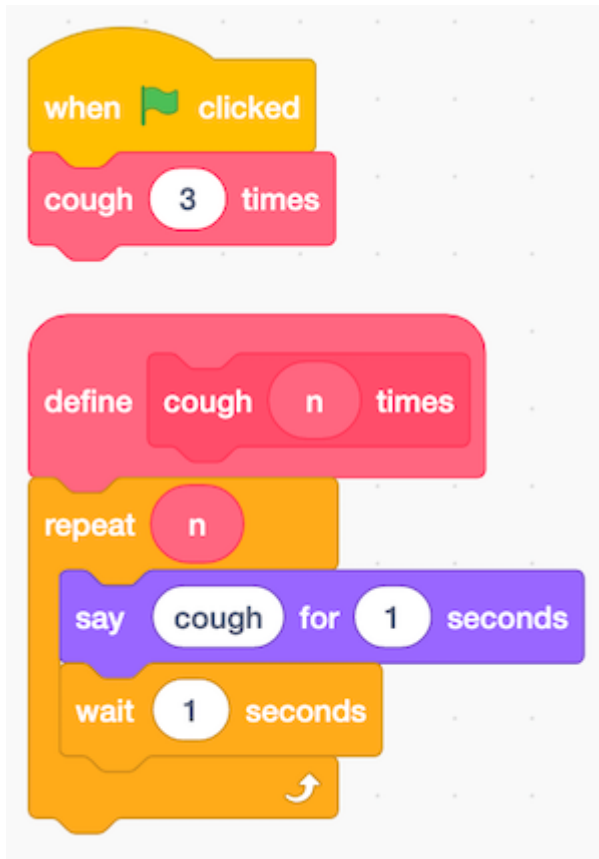 when clicked
cough 3 times
define cough n times
repeat n
say cough for 1 seconds
wait 1 seconds